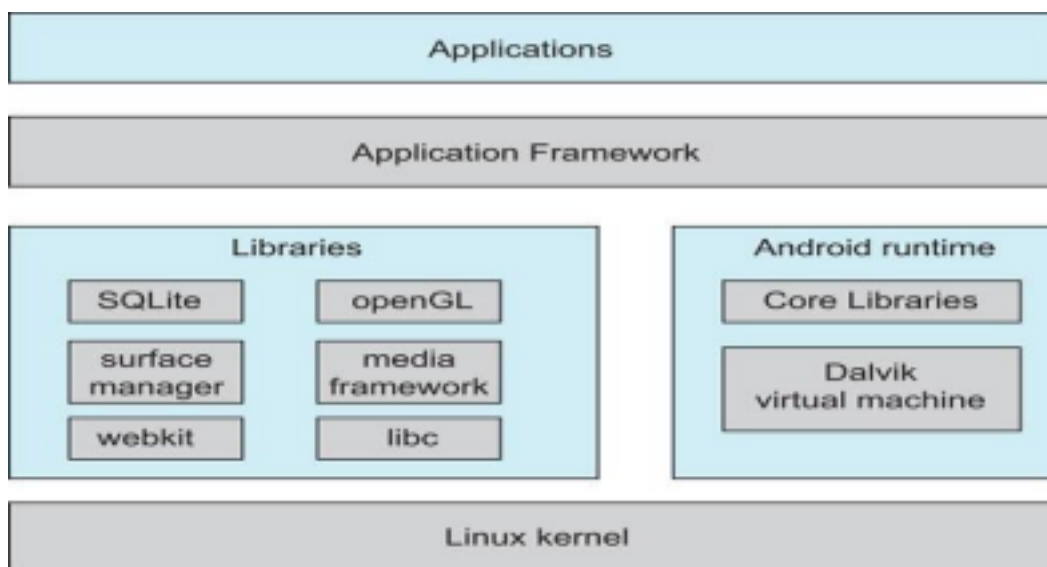 Applications
Application Framework
Libraries
SQLite
openGL
surface
manager
media
framework
webkit
libc
Android runtime
Core Libraries
Dalvik
virtual machine
Linux kernel